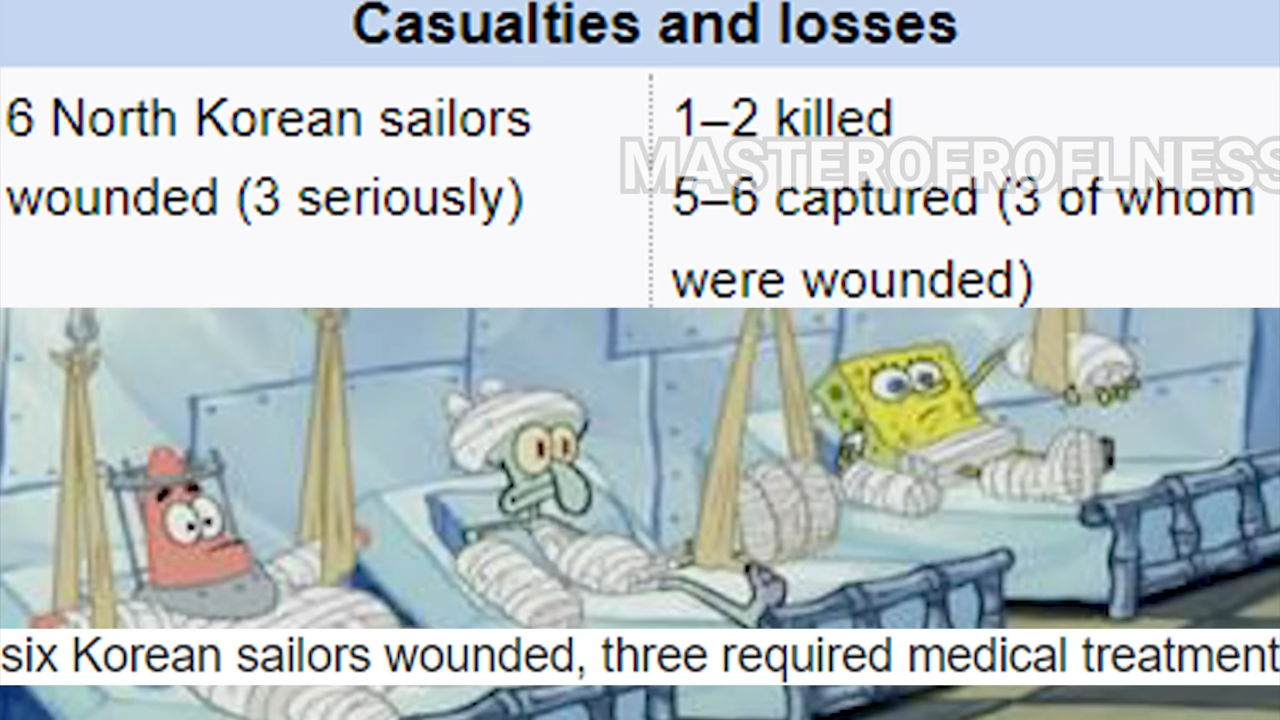 Casualties and losses
6 North Korean sailors
wounded (3 seriously)
1–2 killed
MASTEROFROFLNESS
5–6 captured (3 of whom
were wounded)
six Korean sailors wounded, three required medical treatment